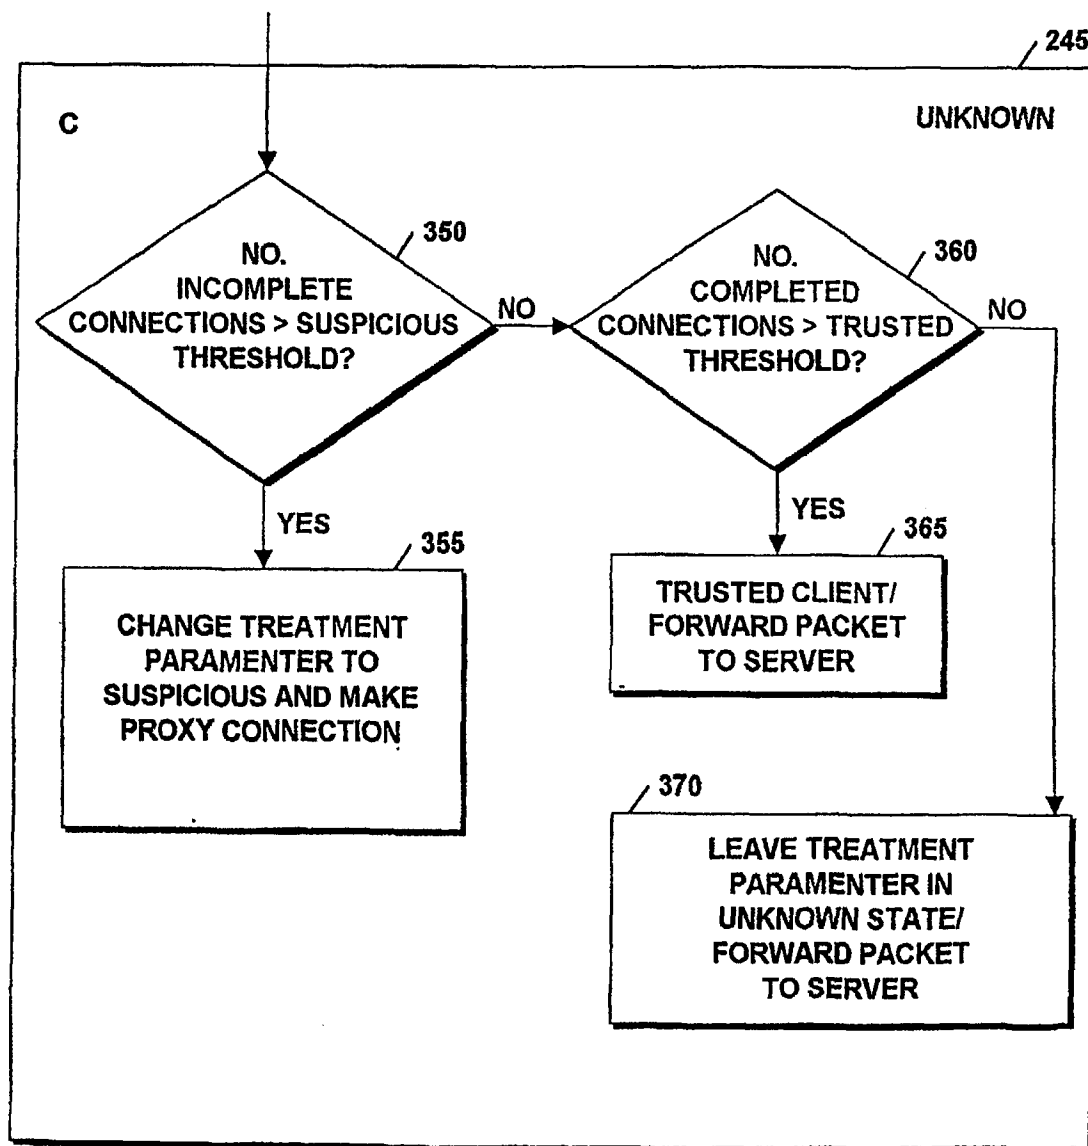 245
C
UNKNOWN
350
NO.
INCOMPLETE
CONNECTIONS > SUSPICIOUS
THRESHOLD?
NO
360
NO.
COMPLETED
CONNECTIONS > TRUSTED
THRESHOLD?
NO
YES
355
CHANGE TREATMENT
PARAMENTER TO
SUSPICIOUS AND MAKE
PROXY CONNECTION
YES
365
TRUSTED CLIENT/
FORWARD PACKET
TO SERVER
370
LEAVE TREATMENT
PARAMENTER IN
UNKNOWN STATE/
FORWARD PACKET
TO SERVER